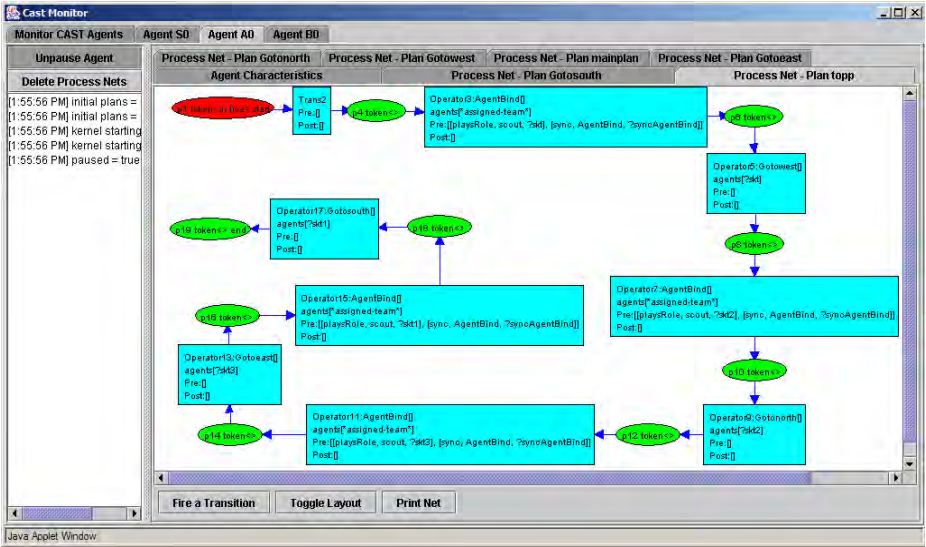 Cast Monitor
Monitor CAST Agents Agent S0 Agent A0 Agent B0
Unpause Agent
Delete Process Nets
[1:55:56 PM] initial plans =
[1:55:56 PM] initial plans =
[1:55:56 PM] kernel starting
[1:55:56 PM] kernel starting
[1:55:56 PM] paused = true
Process Net - Plan Gotonorth Process Net - Plan Gotowest Process Net - Plan mainplan Process Net - Plan Gotoeast
Agent Characteristics Process Net - Plan Gotosouth Process Net - Plan topp
start
Trans2
Pre:[]
Post:[]
p4 token<>
Operator3:AgentBind[]
agents["assigned-team"]
Pre:[[playsRole, scout, ?skt], [sync, AgentBind, ?syncAgentBind]]
Post:[]
p6 token<>
Operator5:Gotowest[]
agents[?skt]
Pre:[]
Post:[]
p8 token<>
Operator7:AgentBind[]
agents["assigned-team"]
Pre:[[playsRole, scout, ?skt2], [sync, AgentBind, ?syncAgentBind]]
Post:[]
p10 token<>
Operator9:Gotonorth[]
agents[?skt2]
Pre:[]
Post:[]
p12 token<>
Operator11:AgentBind[]
agents["assigned-team"]
Pre:[[playsRole, scout, ?skt3], [sync, AgentBind, ?syncAgentBind]]
Post:[]
p14 token<>
Operator13:Gotoeast[]
agents[?skt3]
Pre:[]
Post:[]
p16 token<>
Operator15:AgentBind[]
agents["assigned-team"]
Pre:[[playsRole, scout, ?skt1], [sync, AgentBind, ?syncAgentBind]]
Post:[]
p18 token<>
Operator17:Gotosouth[]
agents[?skt1]
Pre:[]
Post:[]
p19 token<> end
Fire a Transition Toggle Layout Print Net
Java Applet Window